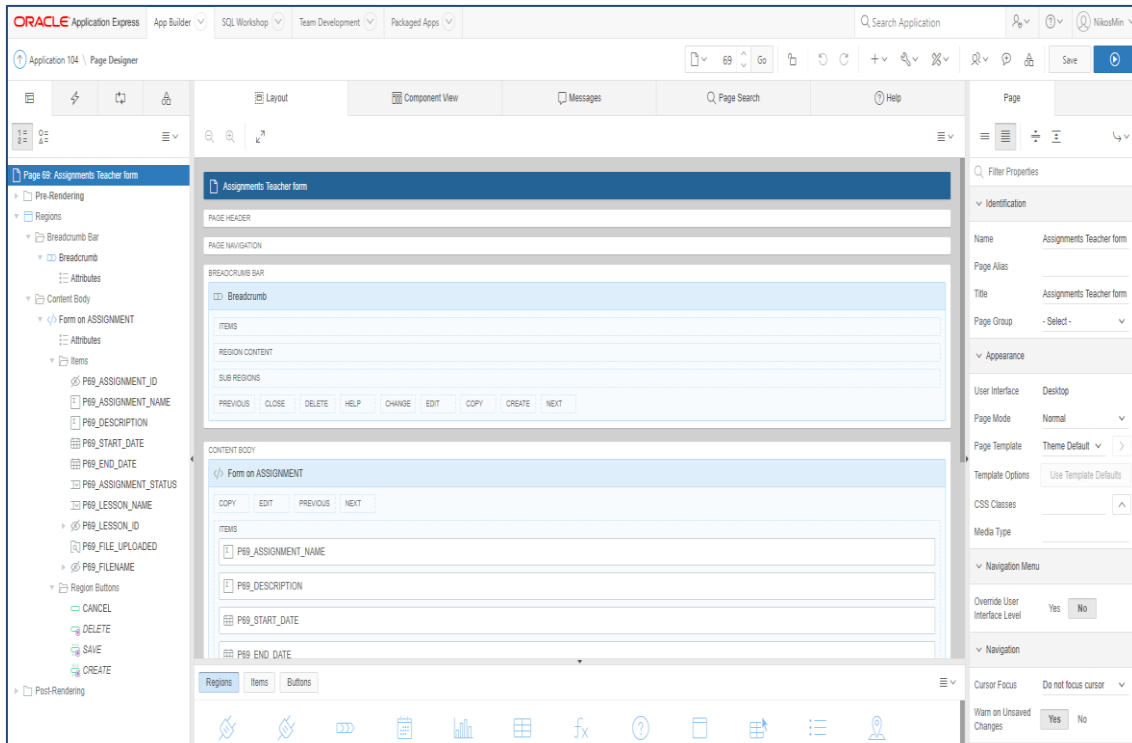 ORACLE Application Express App Builder SQL Workshop Team Development Packaged Apps Search Application NikosMin
Application 104 \ Page Designer 69 Go Save
Layout Component View Messages Page Search Help Page
Page 69: Assignments Teacher form
Pre-Rendering
Regions
Breadcrumb Bar
Breadcrumb
Attributes
Content Body
Form on ASSIGNMENT
Attributes
Items
P69_ASSIGNMENT_ID
P69_ASSIGNMENT_NAME
P69_DESCRIPTION
P69_START_DATE
P69_END_DATE
P69_ASSIGNMENT_STATUS
P69_LESSON_NAME
P69_LESSON_ID
P69_FILE_UPLOADED
P69_FILENAME
Region Buttons
CANCEL
DELETE
SAVE
CREATE
Post-Rendering
Assignments Teacher form
PAGE HEADER
PAGE NAVIGATION
BREADCRUMB BAR
Breadcrumb
ITEMS
REGION CONTENT
SUB REGIONS
PREVIOUS CLOSE DELETE HELP CHANGE EDIT COPY CREATE NEXT
CONTENT BODY
Form on ASSIGNMENT
COPY EDIT PREVIOUS NEXT
ITEMS
P69_ASSIGNMENT_NAME
P69_DESCRIPTION
P69_START_DATE
P69_END_DATE
Regions Items Buttons
Filter Properties
Identification
Name Assignments Teacher form
Page Alias
Title Assignments Teacher form
Page Group - Select -
Appearance
User Interface Desktop
Page Mode Normal
Page Template Theme Default
Template Options Use Template Defaults
CSS Classes
Media Type
Navigation Menu
Override User Interface Level Yes No
Navigation
Cursor Focus Do not focus cursor
Warn on Unsaved Changes Yes No